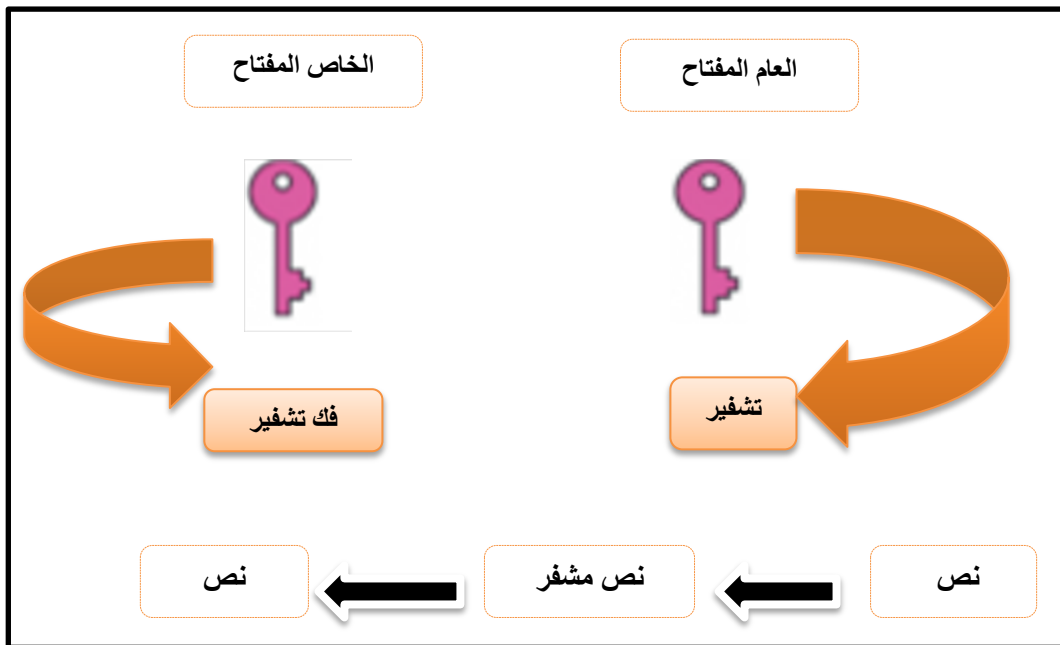 العام المفتاح
الخاص المفتاح
تشفير
فك تشفير
نص
نص مشفر
نص